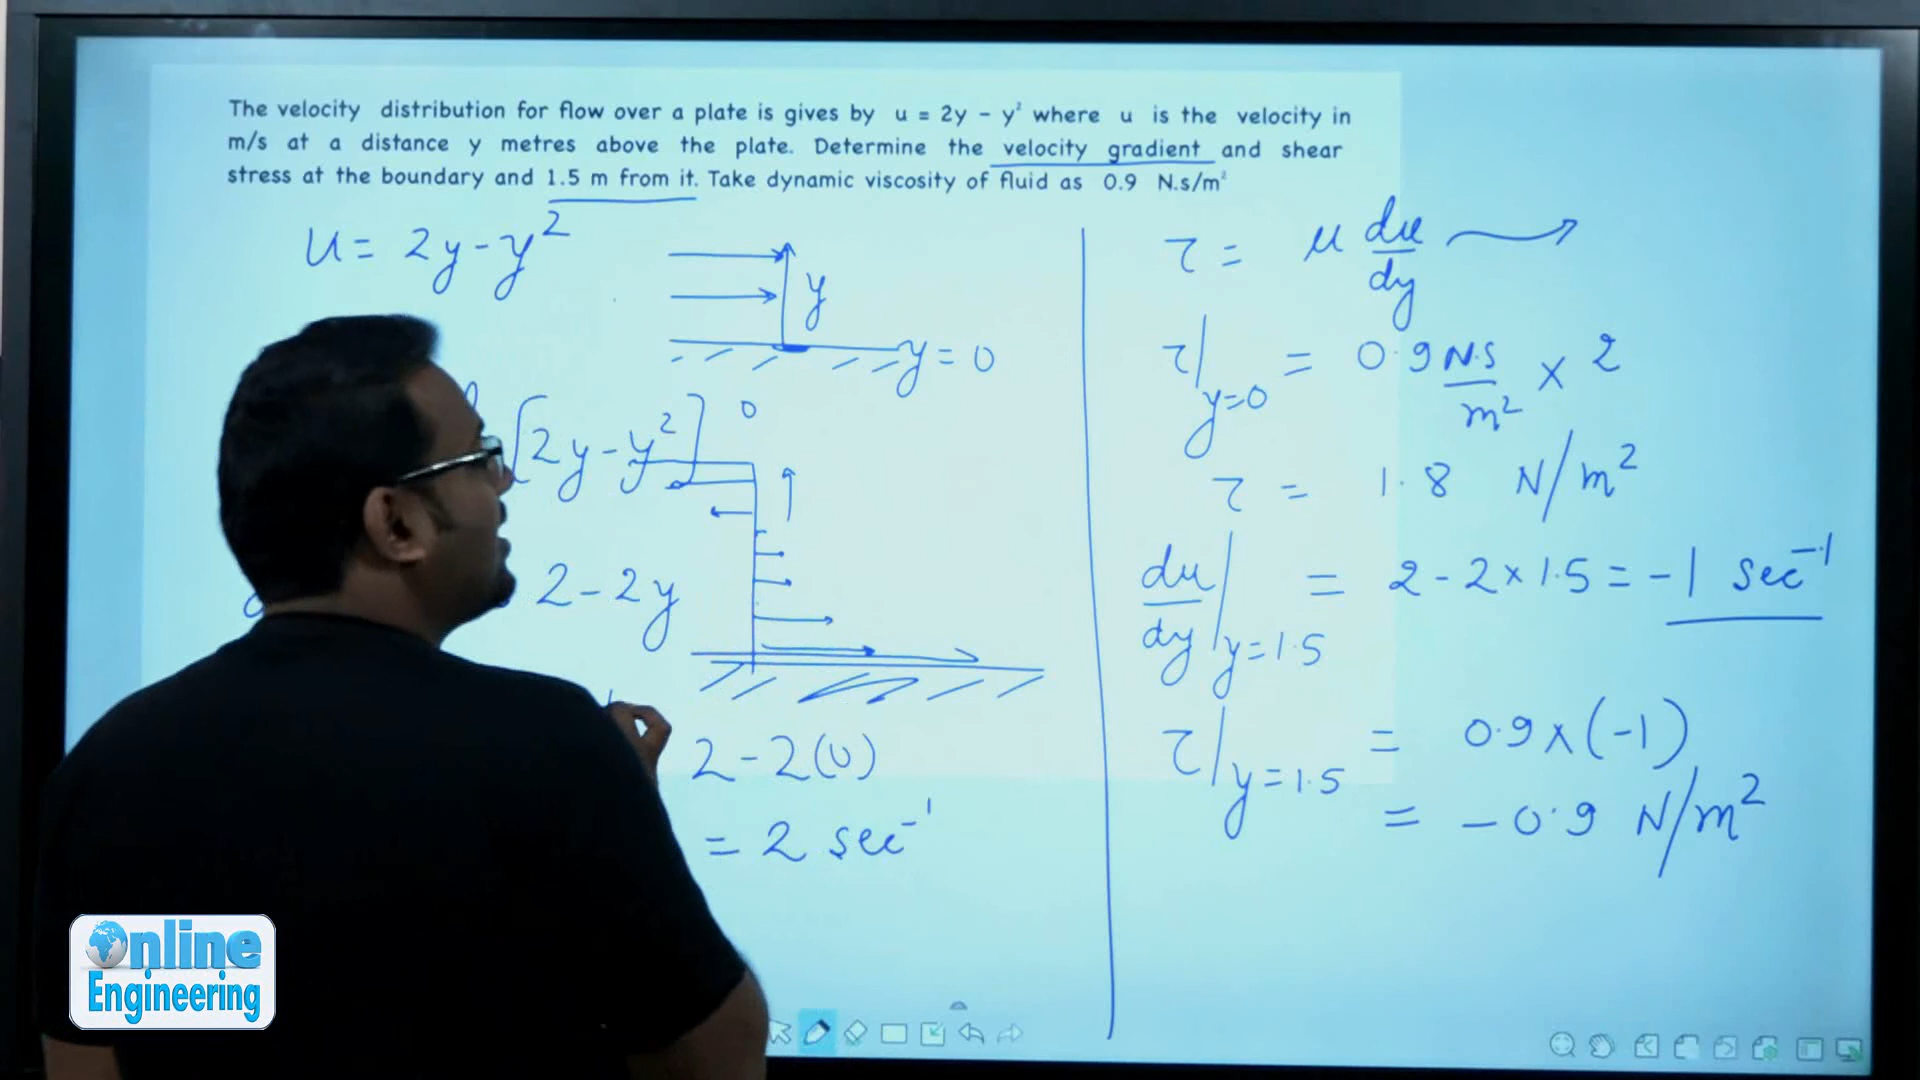 The velocity distribution for flow over a plate is gives by u = 2y - y² where u is the velocity in
m/s at a distance y metres above the plate. Determine the velocity gradient and shear
stress at the boundary and 1.5 m from it. Take dynamic viscosity of fluid as 0.9 N.s/m²
u = 2y - y²
y
y = 0
[2y - y²]
0
2 - 2y
2 - 2(0)
= 2 sec⁻¹
τ = μ du/dy
τ|y=0 = 0.9 N.S/m² × 2
τ = 1.8 N/m²
du/dy|y=1.5 = 2 - 2×1.5 = -1 sec⁻¹
τ|y=1.5 = 0.9×(-1)
= -0.9 N/m²
Online
Engineering